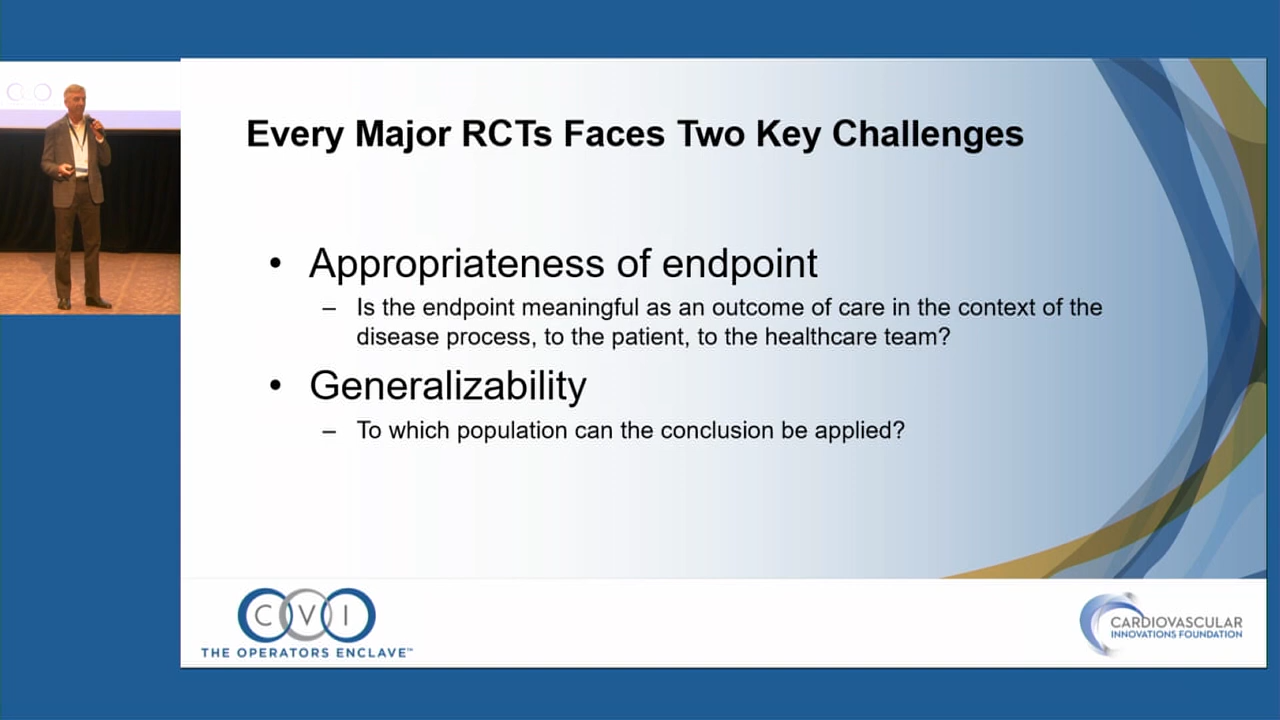 Every Major RCTs Faces Two Key Challenges
• Appropriateness of endpoint
– Is the endpoint meaningful as an outcome of care in the context of the
disease process, to the patient, to the healthcare team?
• Generalizability
– To which population can the conclusion be applied?
CVI
THE OPERATORS ENCLAVE™
CARDIOVASCULAR
INNOVATIONS FOUNDATION